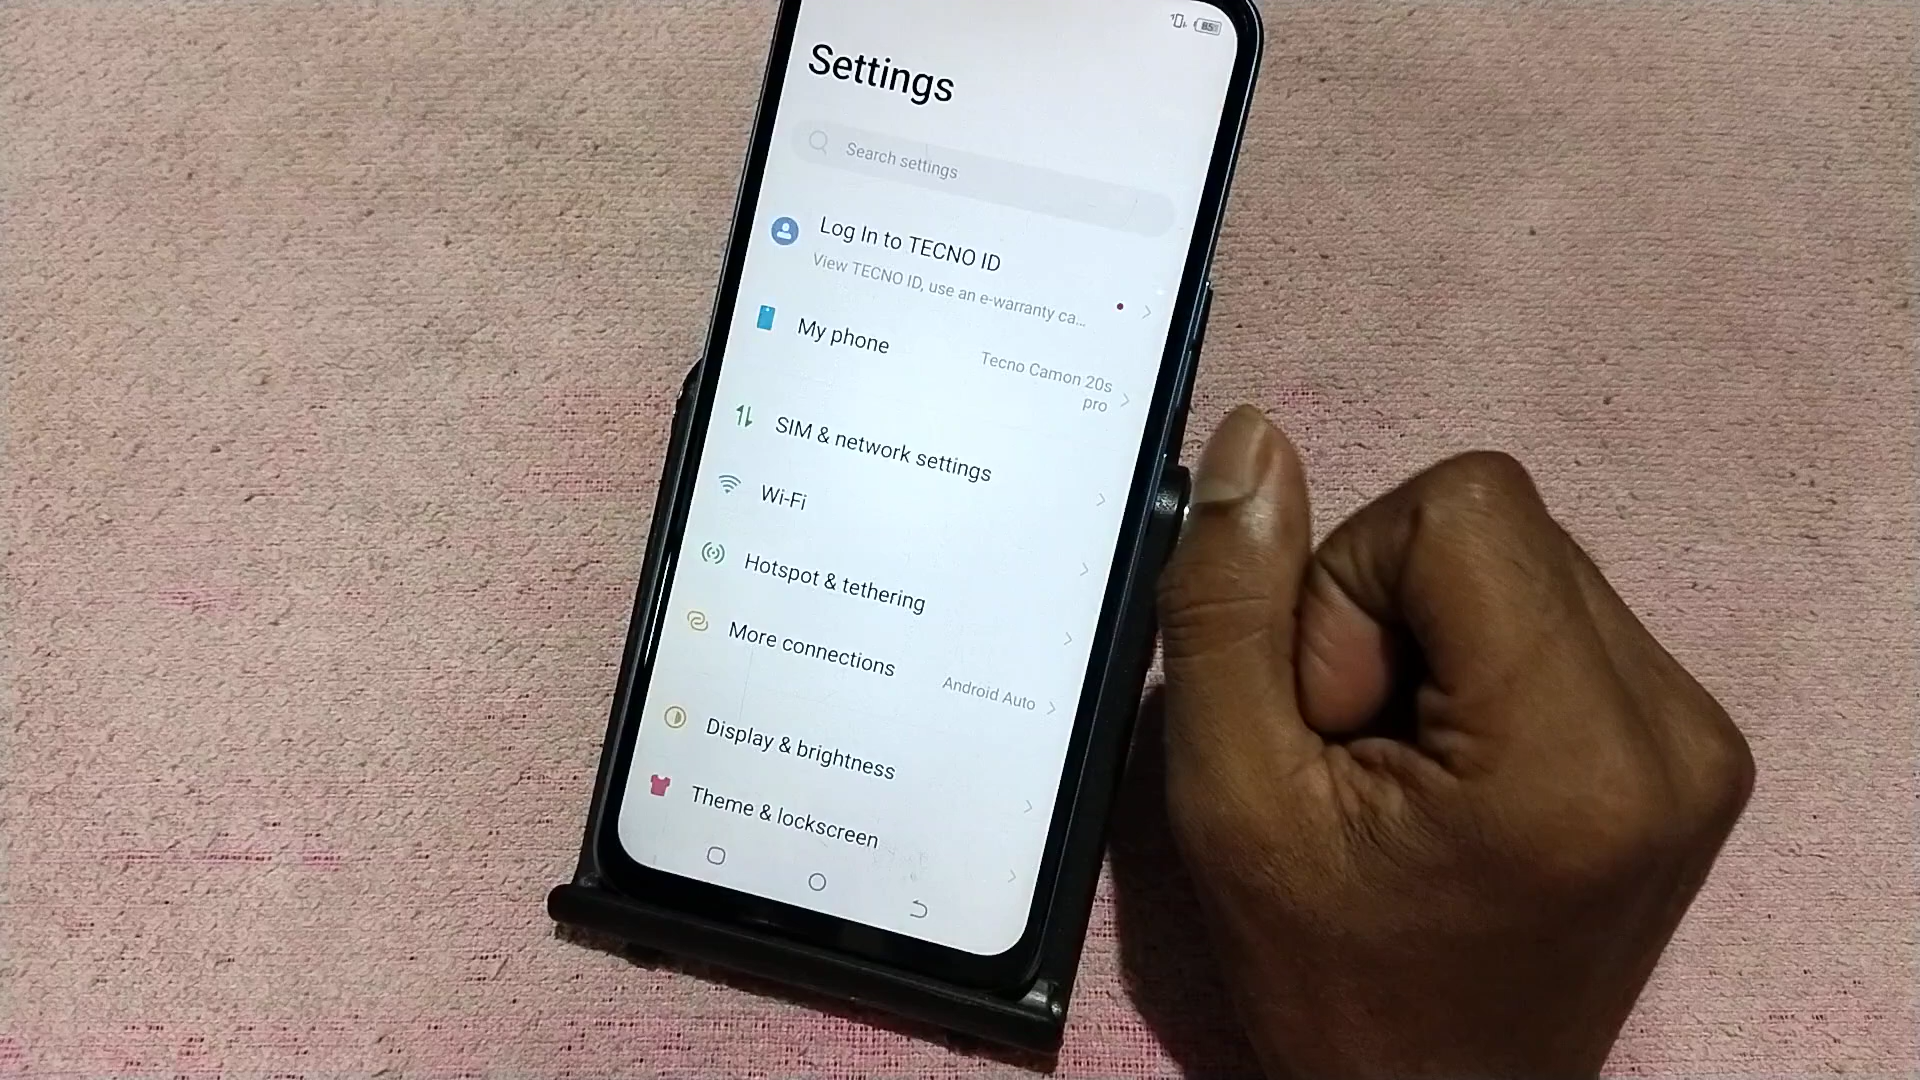 85
Settings
Search settings
Log In to TECNO ID
View TECNO ID, use an e-warranty ca...
My phone
Tecno Camon 20s
pro
SIM & network settings
Wi-Fi
Hotspot & tethering
More connections
Android Auto
Display & brightness
Theme & lockscreen